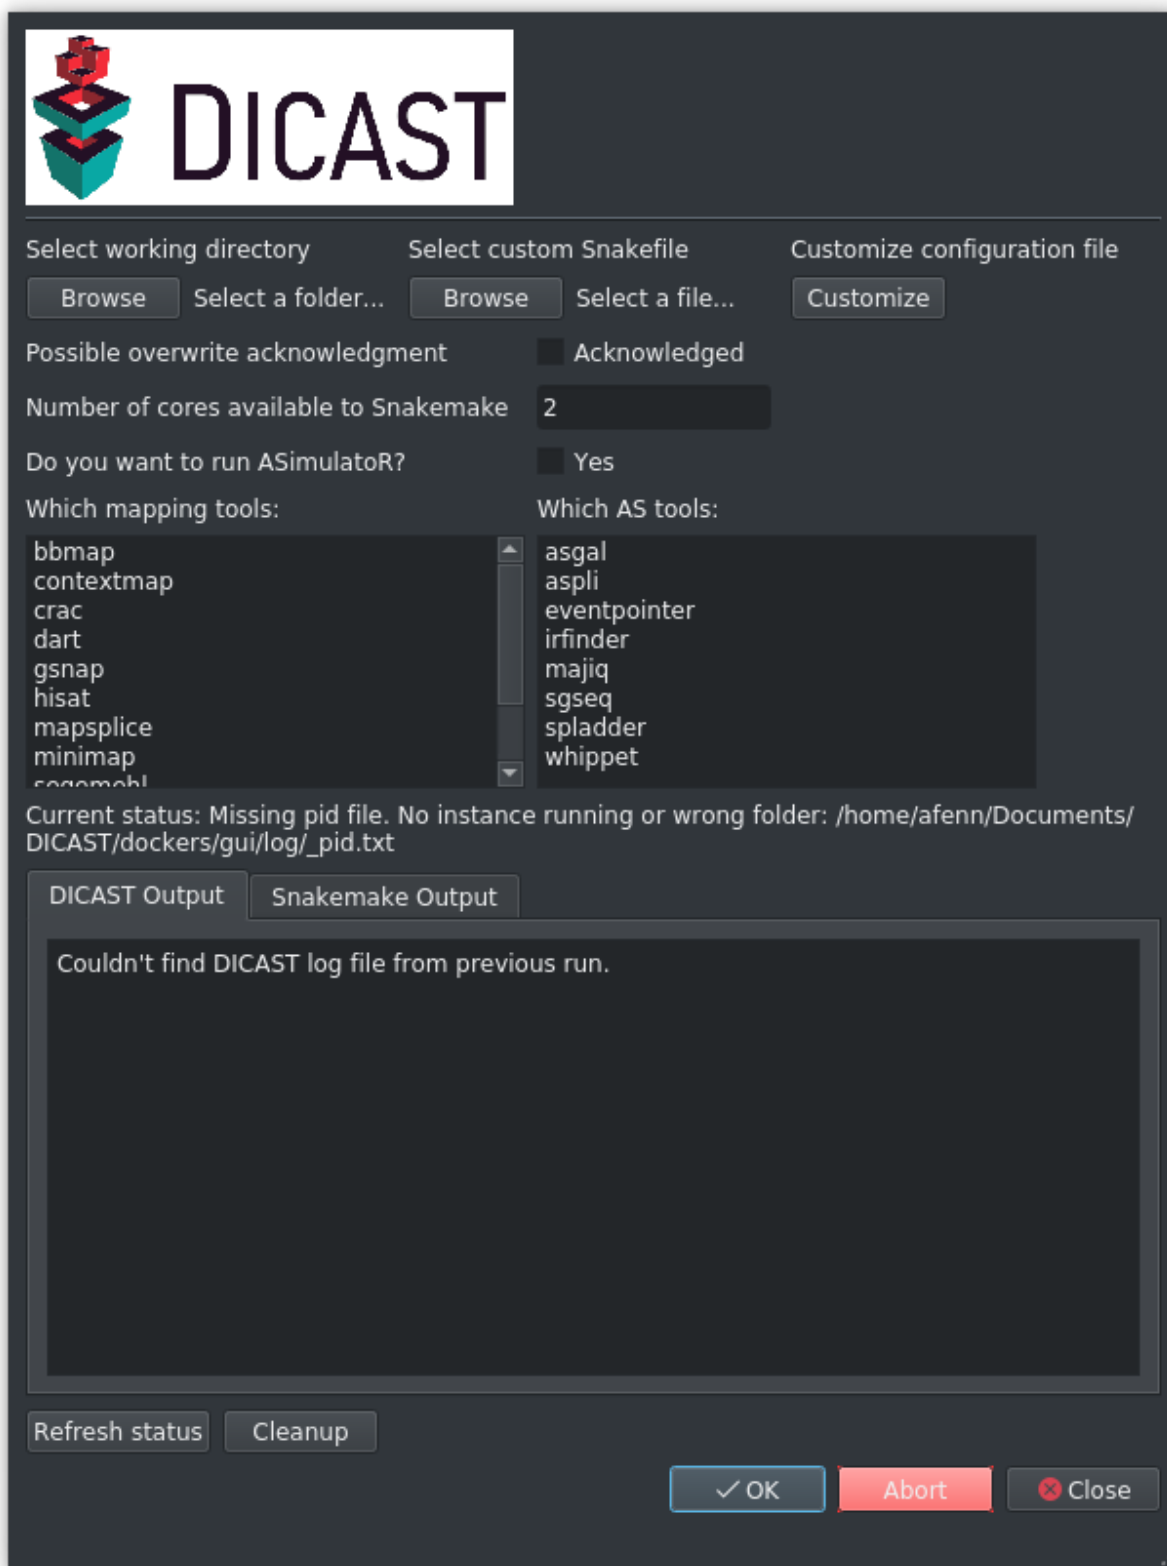 DICAST
Select working directory
Select custom Snakefile
Customize configuration file
Browse
Select a folder...
Browse
Select a file...
Customize
Possible overwrite acknowledgment
Acknowledged
Number of cores available to Snakemake
2
Do you want to run ASimulatoR?
Yes
Which mapping tools:
bbmap
contextmap
crac
dart
gsnap
hisat
mapsplice
minimap
Which AS tools:
asgal
aspli
eventpointer
irfinder
majiq
sgseq
spladder
whippet
Current status: Missing pid file. No instance running or wrong folder: /home/afenn/Documents/
DICAST/dockers/gui/log/_pid.txt
DICAST Output
Snakemake Output
Couldn't find DICAST log file from previous run.
Refresh status
Cleanup
OK
Abort
Close